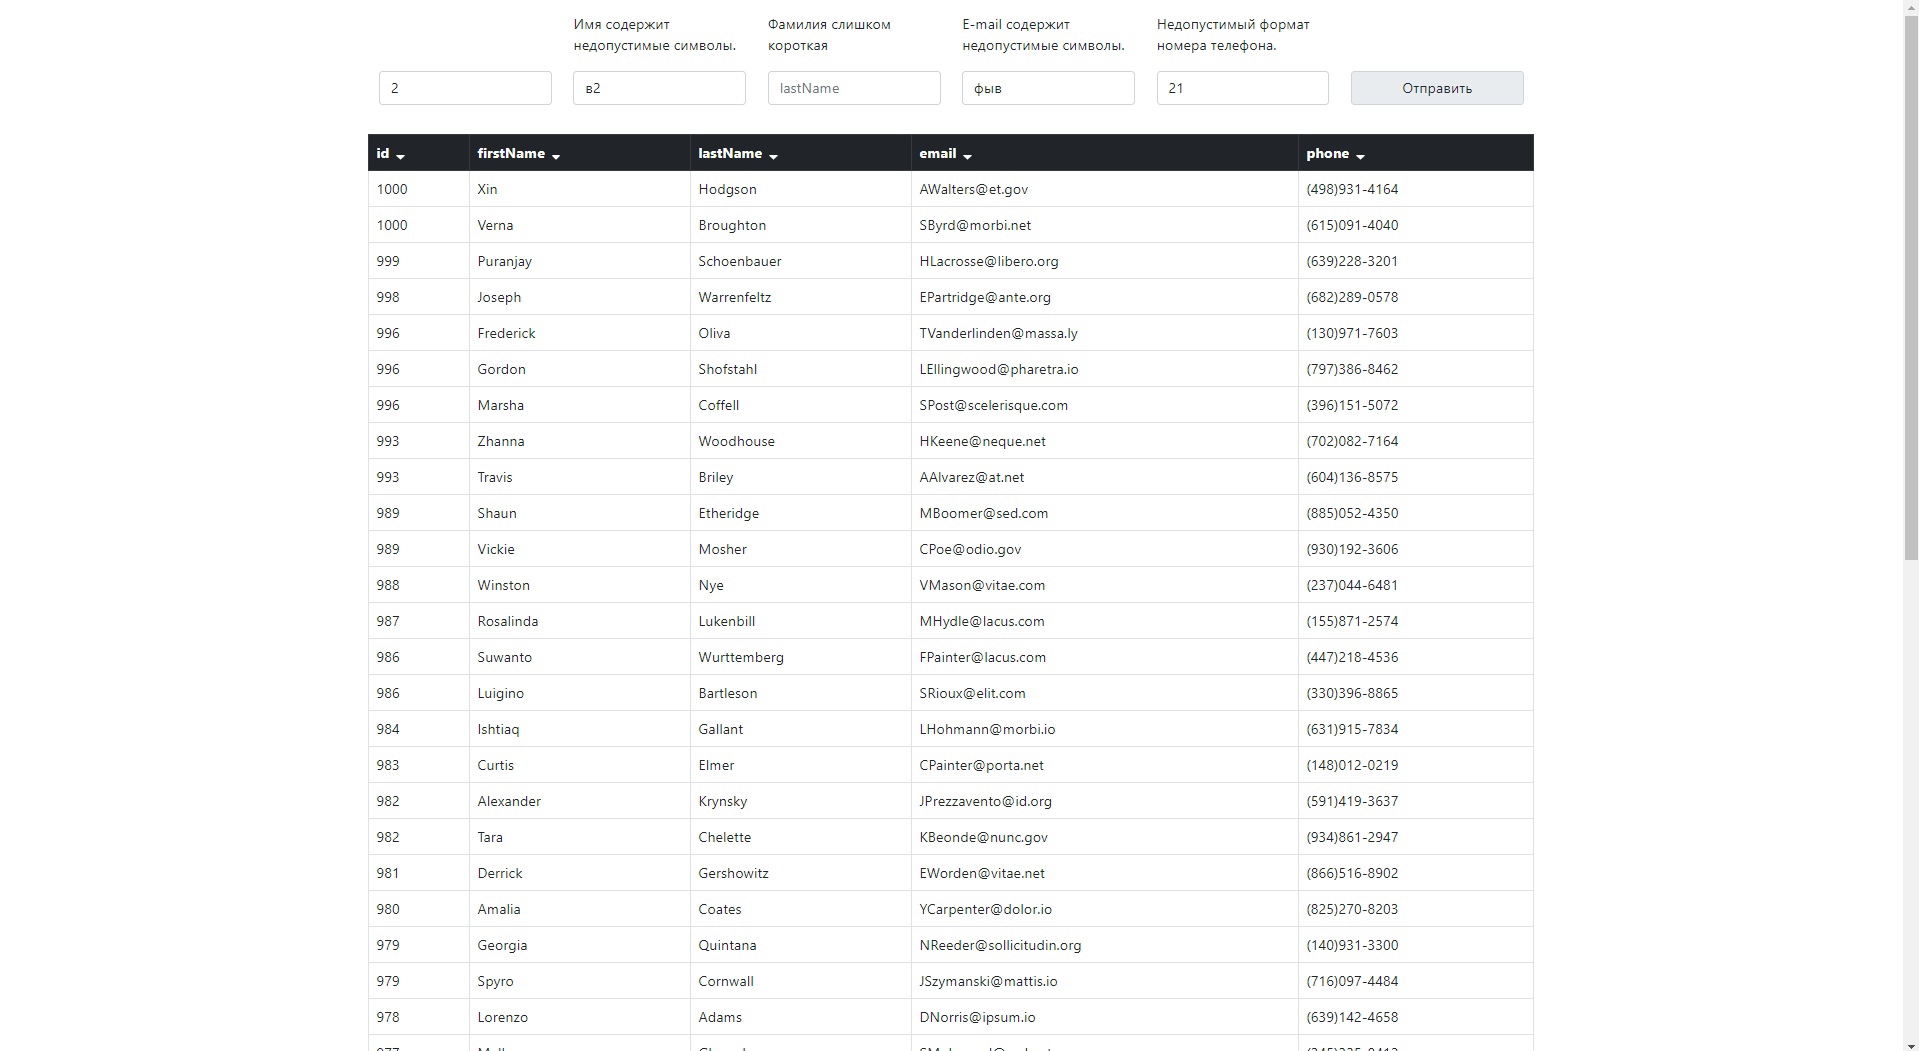 Имя содержит
недопустимые символы.
Фамилия слишком
короткая
E-mail содержит
недопустимые символы.
Недопустимый формат
номера телефона.
2 в2 lastName фыв 21 Отправить
id firstName lastName email phone
1000 Xin Hodgson AWalters@et.gov (498)931-4164
1000 Verna Broughton SByrd@morbi.net (615)091-4040
999 Puranjay Schoenbauer HLacrosse@libero.org (639)228-3201
998 Joseph Warrenfeltz EPartridge@ante.org (682)289-0578
996 Frederick Oliva TVanderlinden@massa.ly (130)971-7603
996 Gordon Shofstahl LEllingwood@pharetra.io (797)386-8462
996 Marsha Coffell SPost@scelerisque.com (396)151-5072
993 Zhanna Woodhouse HKeene@neque.net (702)082-7164
993 Travis Briley AAlvarez@at.net (604)136-8575
989 Shaun Etheridge MBoomer@sed.com (885)052-4350
989 Vickie Mosher CPoe@odio.gov (930)192-3606
988 Winston Nye VMason@vitae.com (237)044-6481
987 Rosalinda Lukenbill MHydle@lacus.com (155)871-2574
986 Suwanto Wurttemberg FPainter@lacus.com (447)218-4536
986 Luigino Bartleson SRioux@elit.com (330)396-8865
984 Ishtiaq Gallant LHohmann@morbi.io (631)915-7834
983 Curtis Elmer CPainter@porta.net (148)012-0219
982 Alexander Krynsky JPrezzavento@id.org (591)419-3637
982 Tara Chelette KBeonde@nunc.gov (934)861-2947
981 Derrick Gershowitz EWorden@vitae.net (866)516-8902
980 Amalia Coates YCarpenter@dolor.io (825)270-8203
979 Georgia Quintana NReeder@sollicitudin.org (140)931-3300
979 Spyro Cornwall JSzymanski@mattis.io (716)097-4484
978 Lorenzo Adams DNorris@ipsum.io (639)142-4658